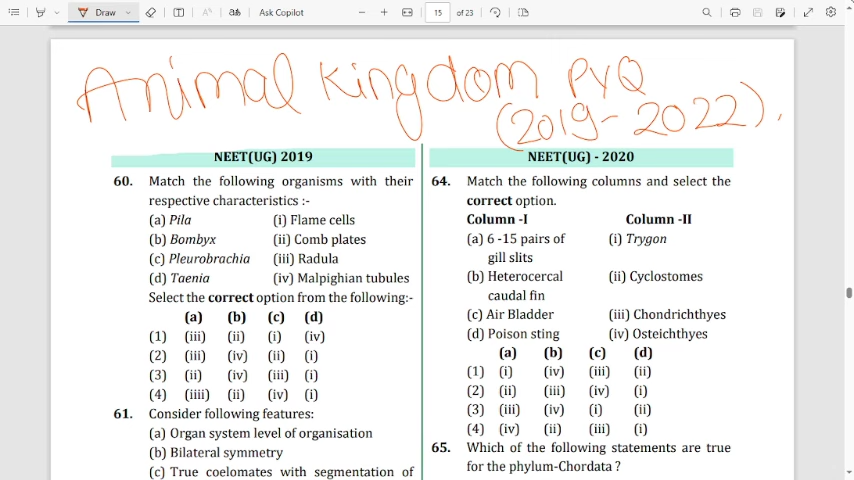 Draw
Ask Copilot
15
of 23
Animal Kingdom PYQ
(2019-2022).
NEET(UG) 2019
60. Match the following organisms with their
respective characteristics :-
(a) Pila (i) Flame cells
(b) Bombyx (ii) Comb plates
(c) Pleurobrachia (iii) Radula
(d) Taenia (iv) Malpighian tubules
Select the correct option from the following:-
(a) (b) (c) (d)
(1) (iii) (ii) (i) (iv)
(2) (iii) (iv) (ii) (i)
(3) (ii) (iv) (iii) (i)
(4) (iiii) (ii) (iv) (i)
61. Consider following features:
(a) Organ system level of organisation
(b) Bilateral symmetry
(c) True coelomates with segmentation of
NEET(UG) - 2020
64. Match the following columns and select the
correct option.
Column -I Column -II
(a) 6 -15 pairs of (i) Trygon
gill slits
(b) Heterocercal (ii) Cyclostomes
caudal fin
(c) Air Bladder (iii) Chondrichthyes
(d) Poison sting (iv) Osteichthyes
(a) (b) (c) (d)
(1) (i) (iv) (iii) (ii)
(2) (ii) (iii) (iv) (i)
(3) (iii) (iv) (i) (ii)
(4) (iv) (ii) (iii) (i)
65. Which of the following statements are true
for the phylum-Chordata ?